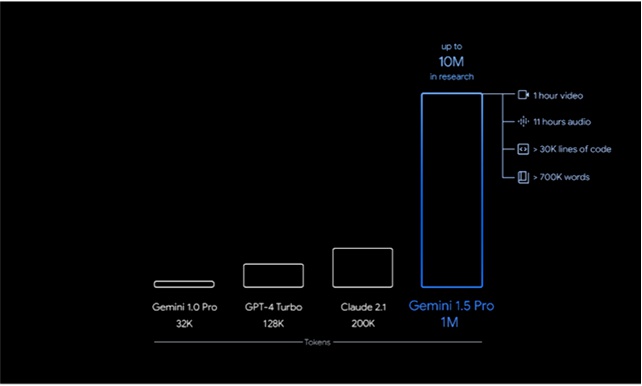 up to
10M
in research
1 hour video
11 hours audio
> 30K lines of code
> 700K words
Gemini 1.0 Pro
32K
GPT-4 Turbo
128K
Claude 2.1
200K
Gemini 1.5 Pro
1M
Tokens